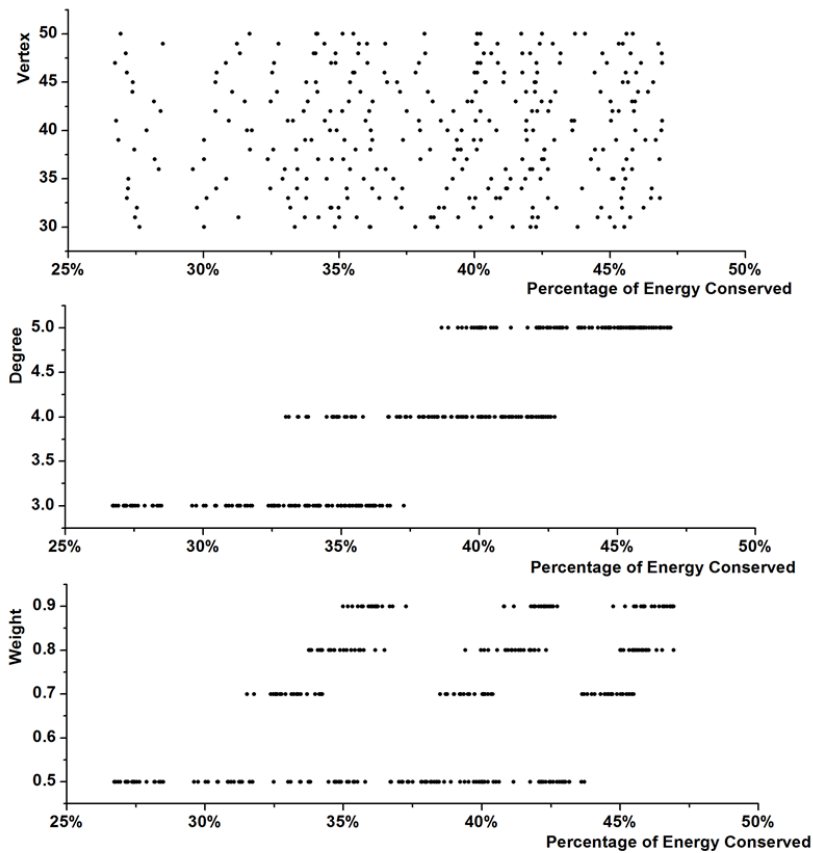 Vertex
50
45
40
35
30
25% 30% 35% 40% 45% 50%
Percentage of Energy Conserved
Degree
5.0
4.5
4.0
3.5
3.0
25% 30% 35% 40% 45% 50%
Percentage of Energy Conserved
Weight
0.9
0.8
0.7
0.6
0.5
25% 30% 35% 40% 45% 50%
Percentage of Energy Conserved